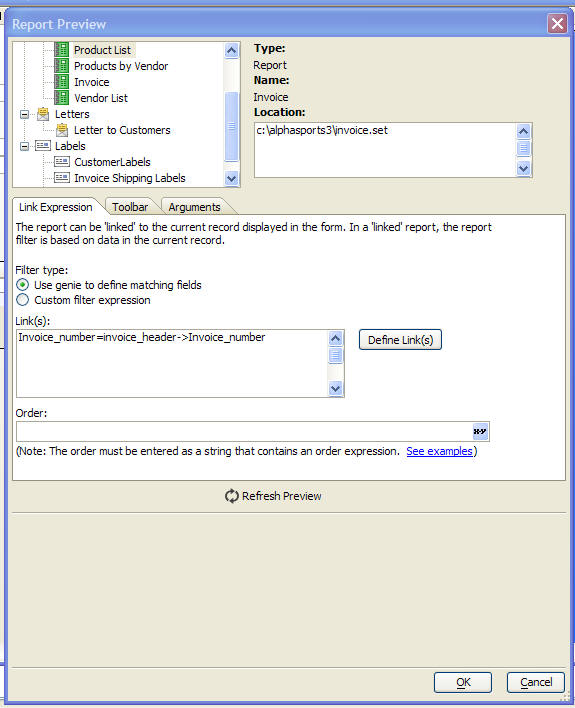 Report Preview
Product List
Products by Vendor
Invoice
Vendor List
Letters
Letter to Customers
Labels
CustomerLabels
Invoice Shipping Labels
Type:
Report
Name:
Invoice
Location:
c:\alphasports3\invoice.set
Link Expression Toolbar Arguments
The report can be 'linked' to the current record displayed in the form. In a 'linked' report, the report
filter is based on data in the current record.
Filter type:
Use genie to define matching fields
Custom filter expression
Link(s):
Invoice_number=invoice_header->Invoice_number
Define Link(s)
Order:
x-y
(Note: The order must be entered as a string that contains an order expression. See examples)
Refresh Preview
OK Cancel